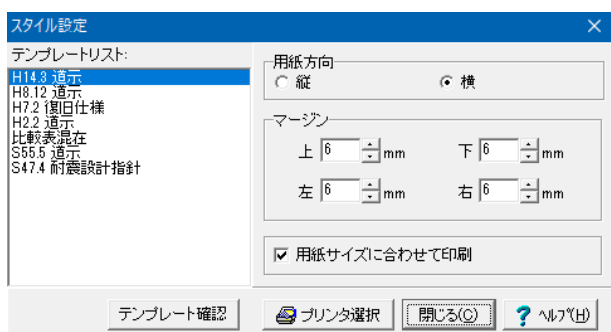 スタイル設定
テンプレートリスト:
H14.3 道示
H8.12 道示
H7.2 復旧仕様
H2.2 道示
比較表混在
S55.5 道示
S47.4 耐震設計指針
用紙方向
縦 横
マージン
上 6 mm 下 6 mm
左 6 mm 右 6 mm
用紙サイズに合わせて印刷
テンプレート確認 プリンタ選択 閉じる(C) ヘルプ(H)